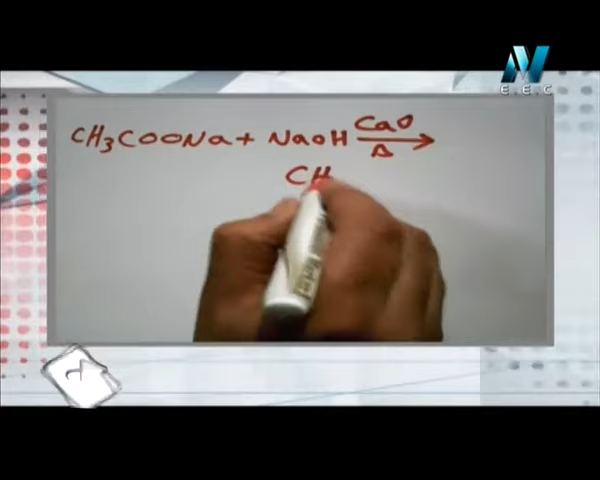 E.E.C
CH₃COONa + NaOH CaO
Δ →
CH